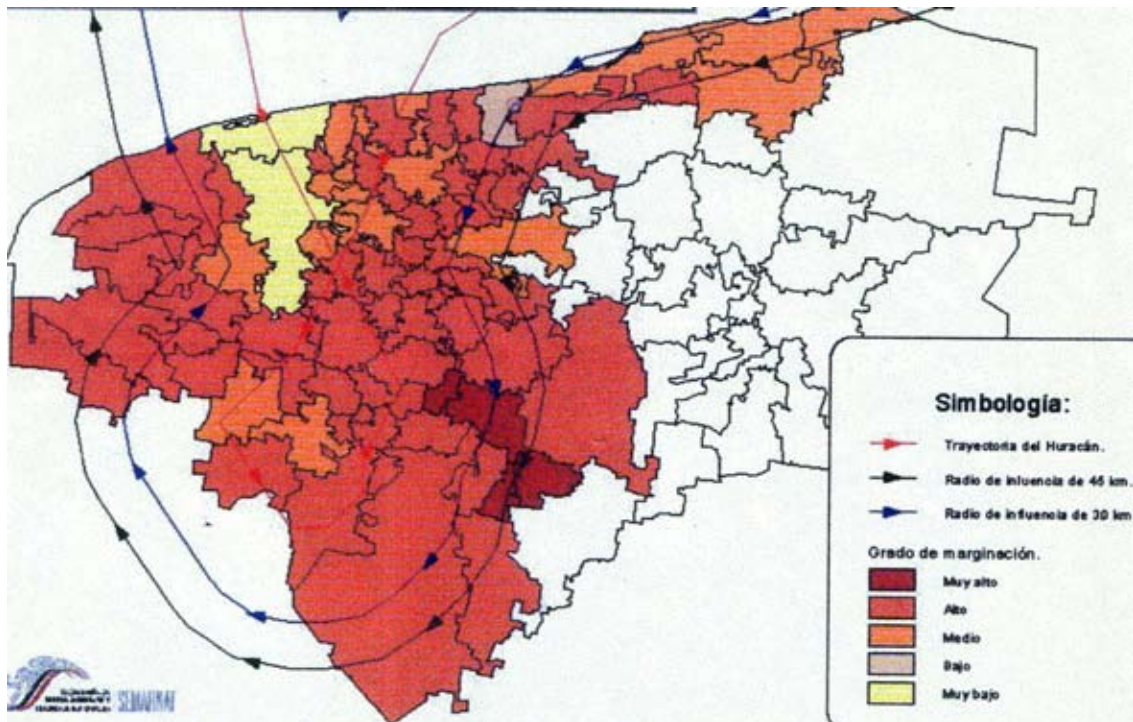 Simbología:
Trayectoria del Huracán.
Radio de inluencia de 45 km.
Radio de influencia de 30 km
Grado de marginación.
Muy alto
Alto
Medio
Bajo
Muy bajo
SEMARNAT